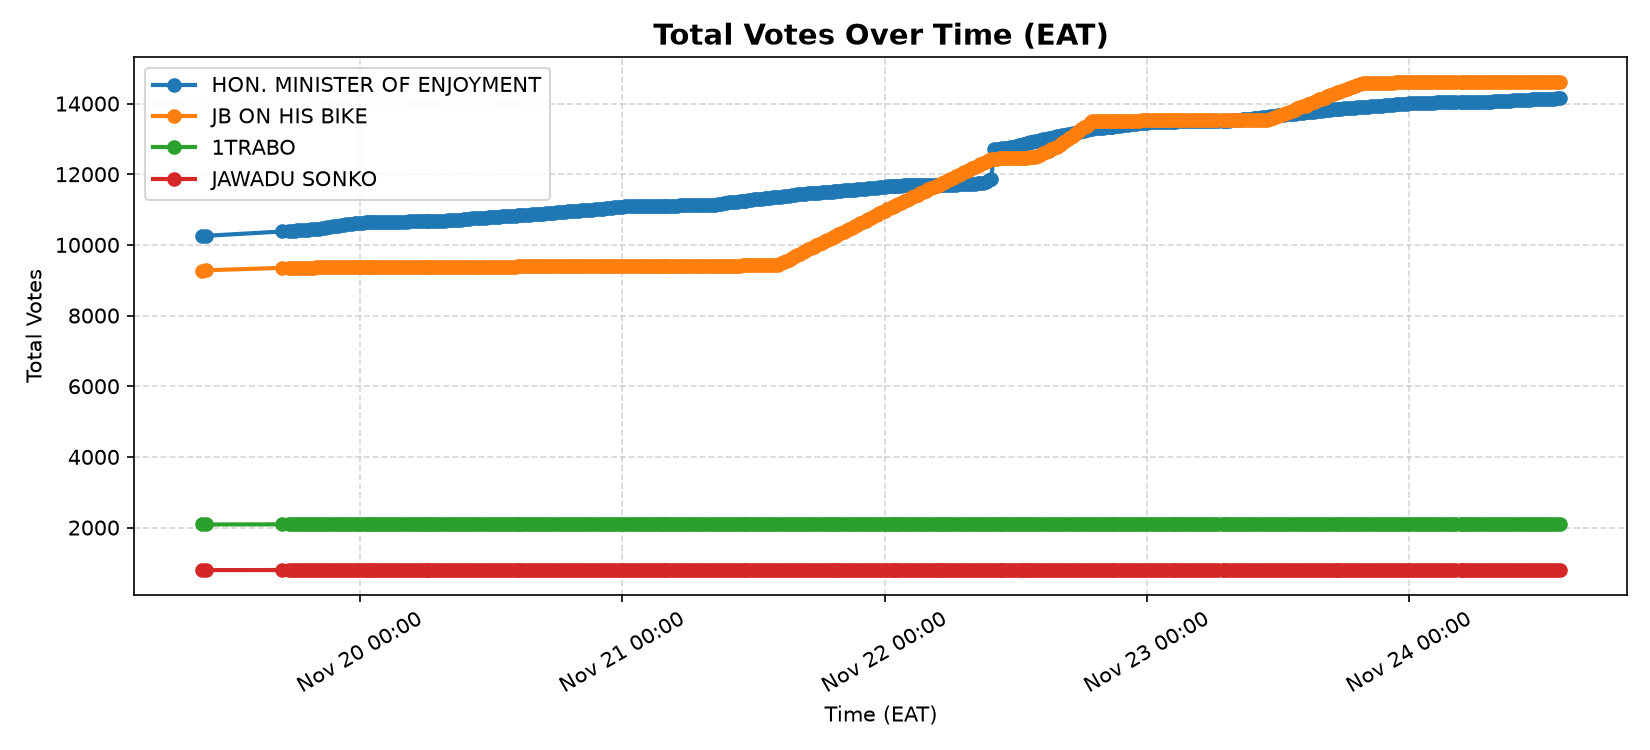 Total Votes Over Time (EAT)
HON. MINISTER OF ENJOYMENT
JB ON HIS BIKE
1TRABO
JAWADU SONKO
Total Votes
14000
12000
10000
8000
6000
4000
2000
Nov 20 00:00
Nov 21 00:00
Nov 22 00:00
Nov 23 00:00
Nov 24 00:00
Time (EAT)